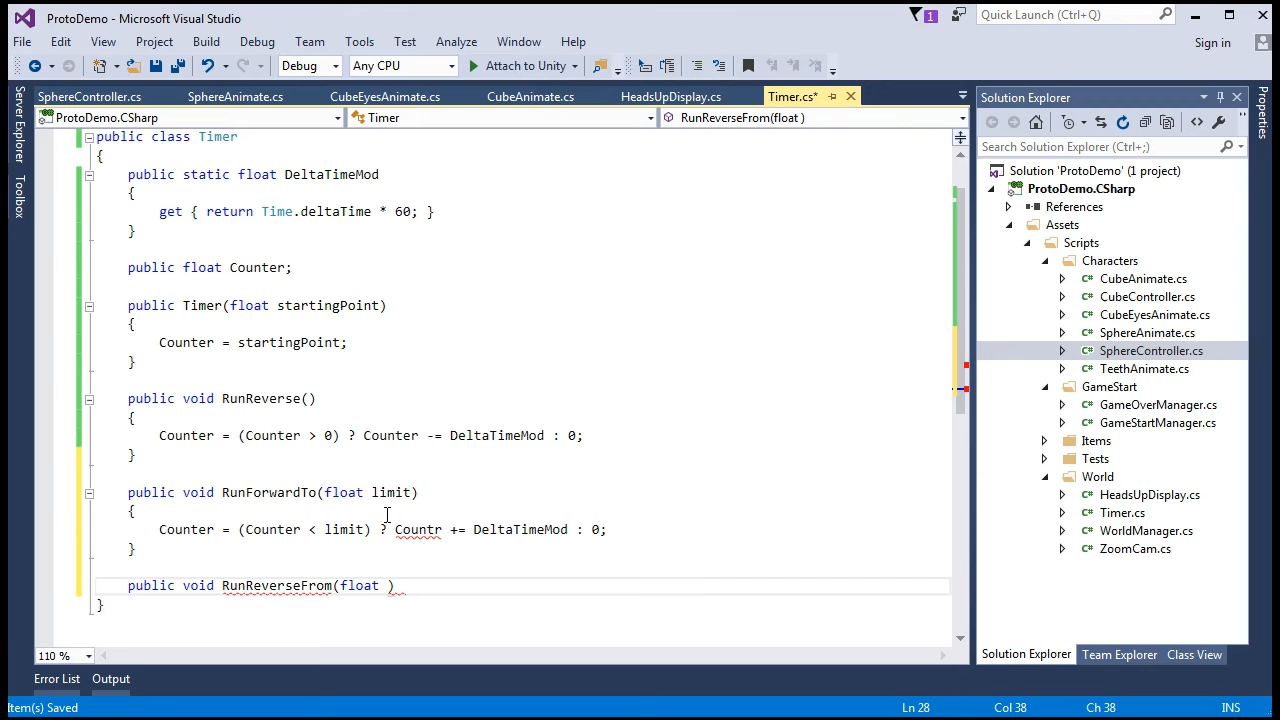 ProtoDemo - Microsoft Visual Studio
1
Quick Launch (Ctrl+Q)
File Edit View Project Build Debug Team Tools Test Analyze Window Help
Sign in
Debug Any CPU Attach to Unity
Server Explorer
Toolbox
SphereController.cs SphereAnimate.cs CubeEyesAnimate.cs CubeAnimate.cs HeadsUpDisplay.cs Timer.cs*
ProtoDemo.CSharp Timer RunReverseFrom(float )
public class Timer
{
public static float DeltaTimeMod
{
get { return Time.deltaTime * 60; }
}
public float Counter;
public Timer(float startingPoint)
{
Counter = startingPoint;
}
public void RunReverse()
{
Counter = (Counter > 0) ? Counter -= DeltaTimeMod : 0;
}
public void RunForwardTo(float limit)
{
Counter = (Counter < limit) ? Countr += DeltaTimeMod : 0;
}
public void RunReverseFrom(float )
}
110 %
Solution Explorer
Search Solution Explorer (Ctrl+;)
Solution 'ProtoDemo' (1 project)
ProtoDemo.CSharp
References
Assets
Scripts
Characters
C# CubeAnimate.cs
C# CubeController.cs
C# CubeEyesAnimate.cs
C# SphereAnimate.cs
C# SphereController.cs
C# TeethAnimate.cs
GameStart
C# GameOverManager.cs
C# GameStartManager.cs
Items
Tests
World
C# HeadsUpDisplay.cs
C# Timer.cs
C# WorldManager.cs
C# ZoomCam.cs
Solution Explorer Team Explorer Class View
Properties
Error List Output
Item(s) Saved Ln 28 Col 38 Ch 38 INS